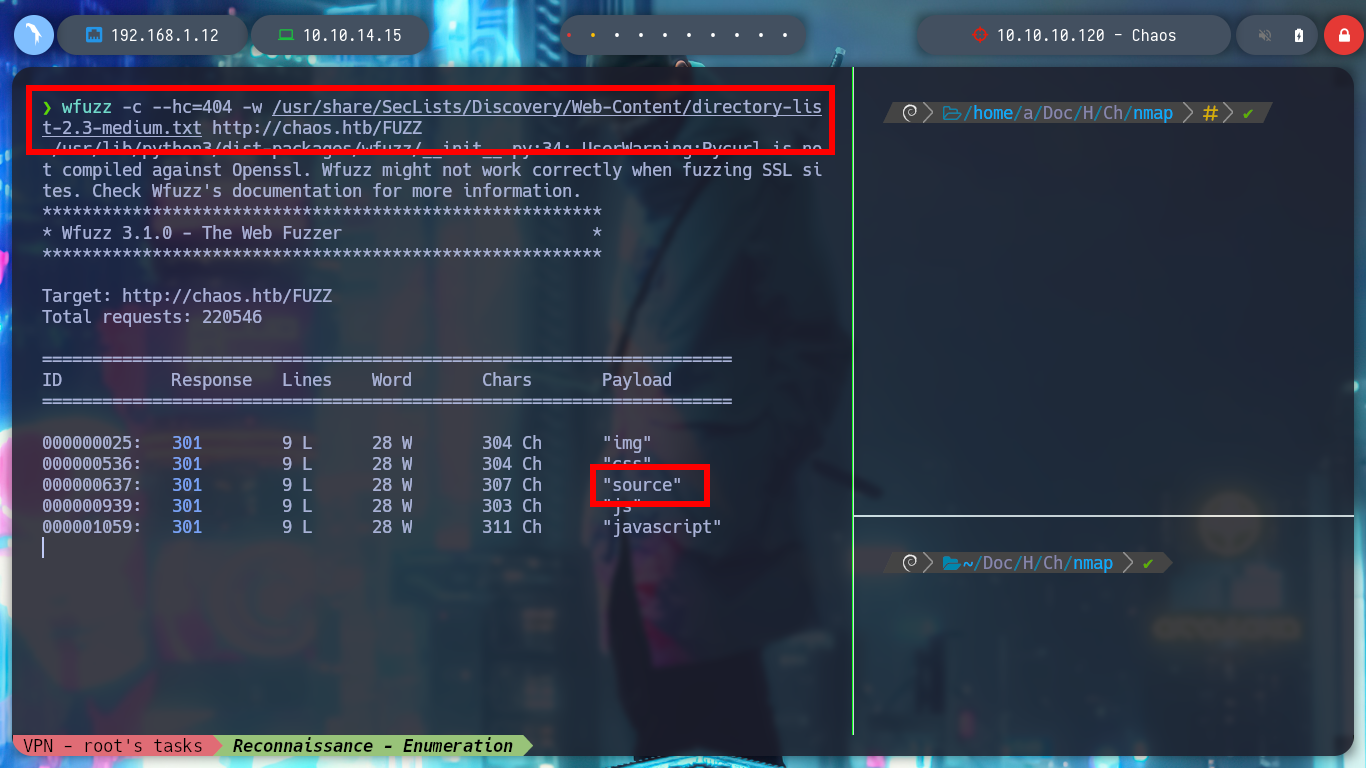 192.168.1.12
10.10.14.15
10.10.10.120 - Chaos
❯ wfuzz -c --hc=404 -w /usr/share/SecLists/Discovery/Web-Content/directory-lis
t-2.3-medium.txt http://chaos.htb/FUZZ
/usr/lib/python3/dist-packages/wfuzz/__init__.py:34: UserWarning:Pycurl is no
t compiled against Openssl. Wfuzz might not work correctly when fuzzing SSL si
tes. Check Wfuzz's documentation for more information.
********************************************************
* Wfuzz 3.1.0 - The Web Fuzzer                         *
********************************************************
Target: http://chaos.htb/FUZZ
Total requests: 220546
=====================================================================
ID           Response   Lines    Word       Chars       Payload
=====================================================================
000000025:   301        9 L      28 W       304 Ch      "img"
000000536:   301        9 L      28 W       304 Ch      "css"
000000637:   301        9 L      28 W       307 Ch      "source"
000000939:   301        9 L      28 W       303 Ch      "js"
000001059:   301        9 L      28 W       311 Ch      "javascript"
/home/a/Doc/H/Ch/nmap # ✔
~/Doc/H/Ch/nmap ✔
VPN - root's tasks
Reconnaissance - Enumeration